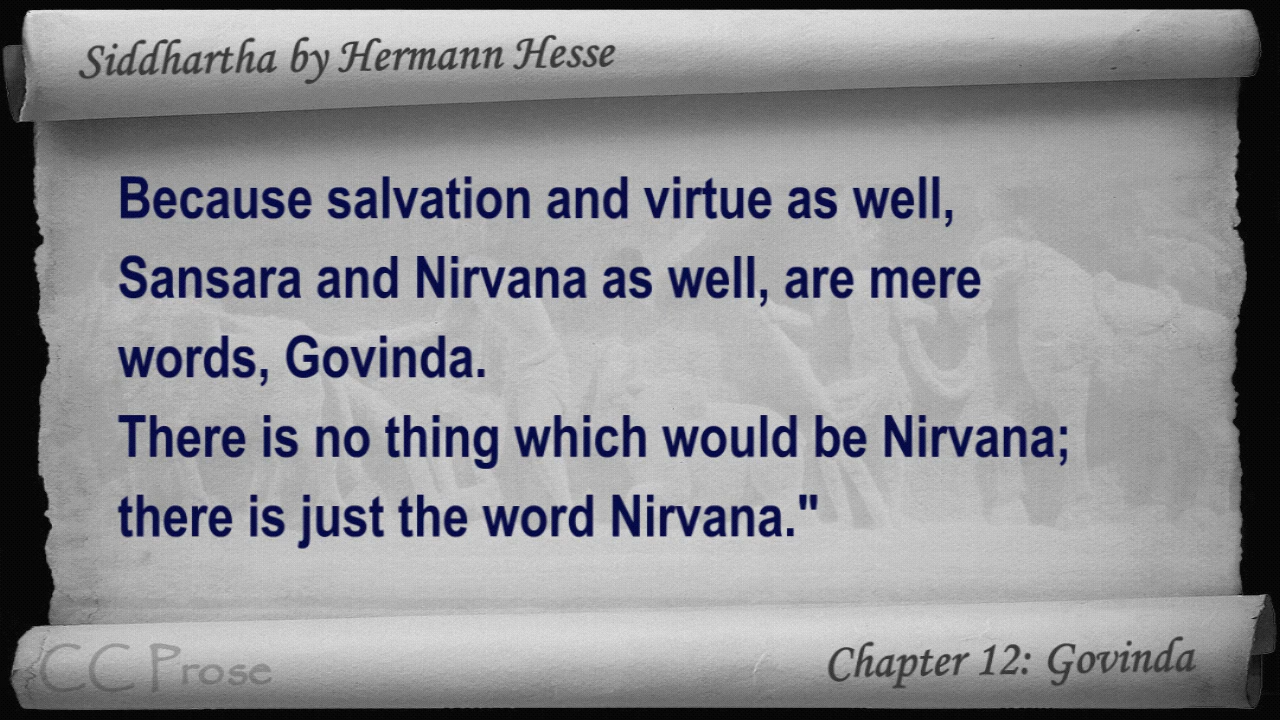 Siddhartha by Hermann Hesse
Because salvation and virtue as well,
Sansara and Nirvana as well, are mere
words, Govinda.
There is no thing which would be Nirvana;
there is just the word Nirvana."
CC Prose
Chapter 12: Govinda